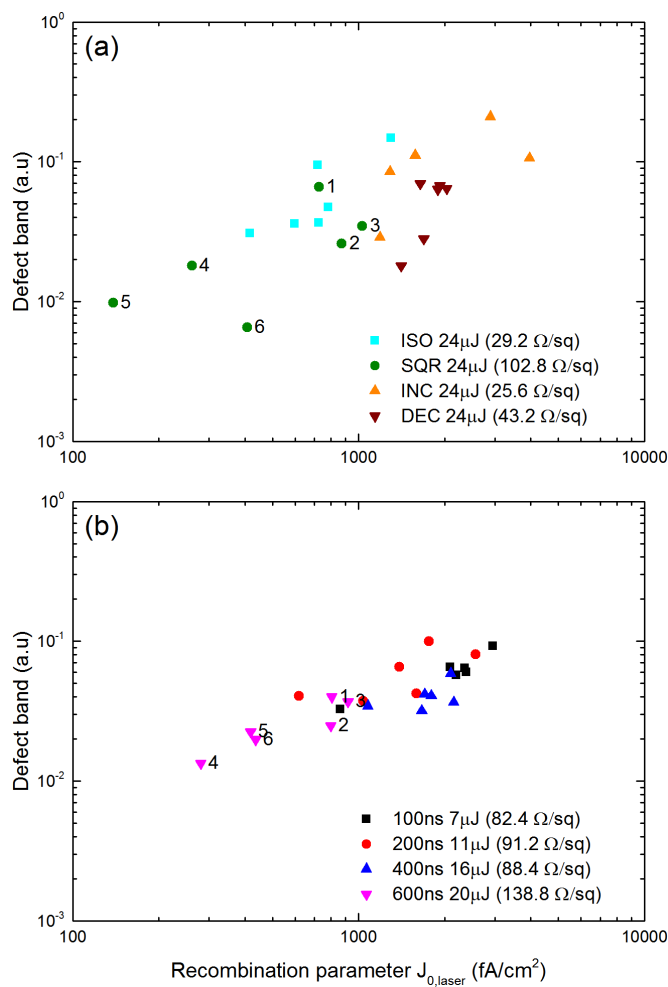 (a)
10⁰
10⁻¹
10⁻²
10⁻³
Defect band (a.u)
1
2
3
4
5
6
ISO 24μJ (29.2 Ω/sq)
SQR 24μJ (102.8 Ω/sq)
INC 24μJ (25.6 Ω/sq)
DEC 24μJ (43.2 Ω/sq)
100 1000 10000
(b)
10⁰
10⁻¹
10⁻²
10⁻³
Defect band (a.u)
1
3
2
5
6
4
100ns 7μJ (82.4 Ω/sq)
200ns 11μJ (91.2 Ω/sq)
400ns 16μJ (88.4 Ω/sq)
600ns 20μJ (138.8 Ω/sq)
100 1000 10000
Recombination parameter J₀,laser (fA/cm²)